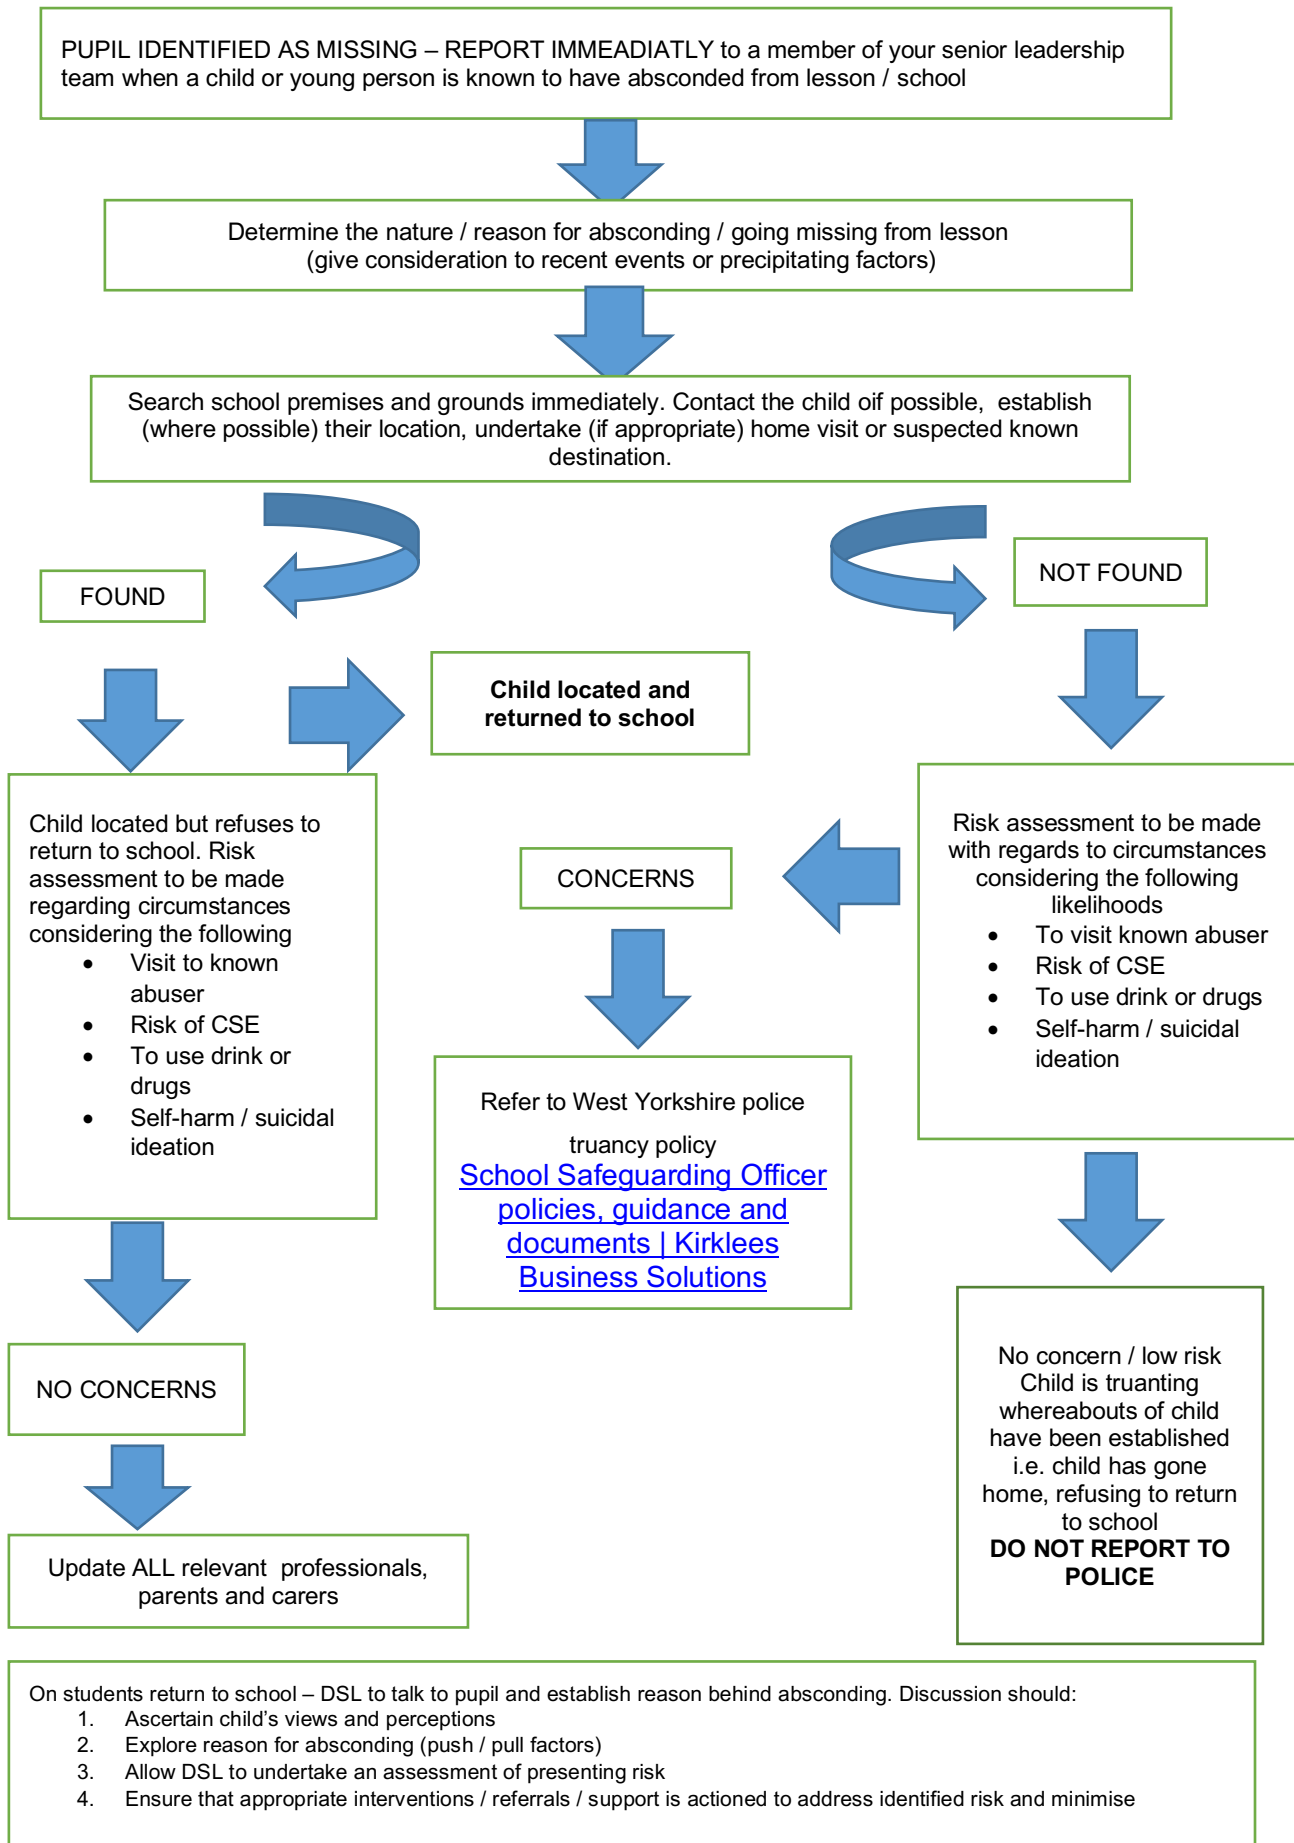 PUPIL IDENTIFIED AS MISSING – REPORT IMMEADIATLY to a member of your senior leadership
team when a child or young person is known to have absconded from lesson / school
Determine the nature / reason for absconding / going missing from lesson
(give consideration to recent events or precipitating factors)
Search school premises and grounds immediately. Contact the child oif possible, establish
(where possible) their location, undertake (if appropriate) home visit or suspected known
destination.
FOUND
NOT FOUND
Child located and
returned to school
Child located but refuses to
return to school. Risk
assessment to be made
regarding circumstances
considering the following
• Visit to known
abuser
• Risk of CSE
• To use drink or
drugs
• Self-harm / suicidal
ideation
CONCERNS
Risk assessment to be made
with regards to circumstances
considering the following
likelihoods
• To visit known abuser
• Risk of CSE
• To use drink or drugs
• Self-harm / suicidal
ideation
Refer to West Yorkshire police
truancy policy
School Safeguarding Officer
policies, guidance and
documents | Kirklees
Business Solutions
NO CONCERNS
No concern / low risk
Child is truanting
whereabouts of child
have been established
i.e. child has gone
home, refusing to return
to school
DO NOT REPORT TO
POLICE
Update ALL relevant professionals,
parents and carers
On students return to school – DSL to talk to pupil and establish reason behind absconding. Discussion should:
1. Ascertain child's views and perceptions
2. Explore reason for absconding (push / pull factors)
3. Allow DSL to undertake an assessment of presenting risk
4. Ensure that appropriate interventions / referrals / support is actioned to address identified risk and minimise